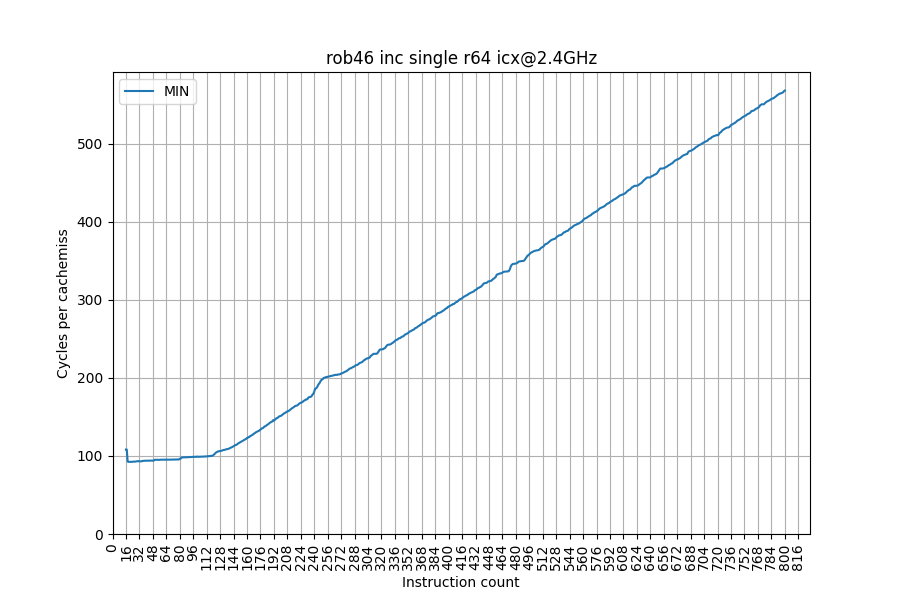 rob46 inc single r64 icx@2.4GHz
MIN
500
400
300
200
100
0
Cycles per cachemiss
0 16 32 48 64 80 96 112 128 144 160 176 192 208 224 240 256 272 288 304 320 336 352 368 384 400 416 432 448 464 480 496 512 528 544 560 576 592 608 624 640 656 672 688 704 720 736 752 768 784 800 816
Instruction count